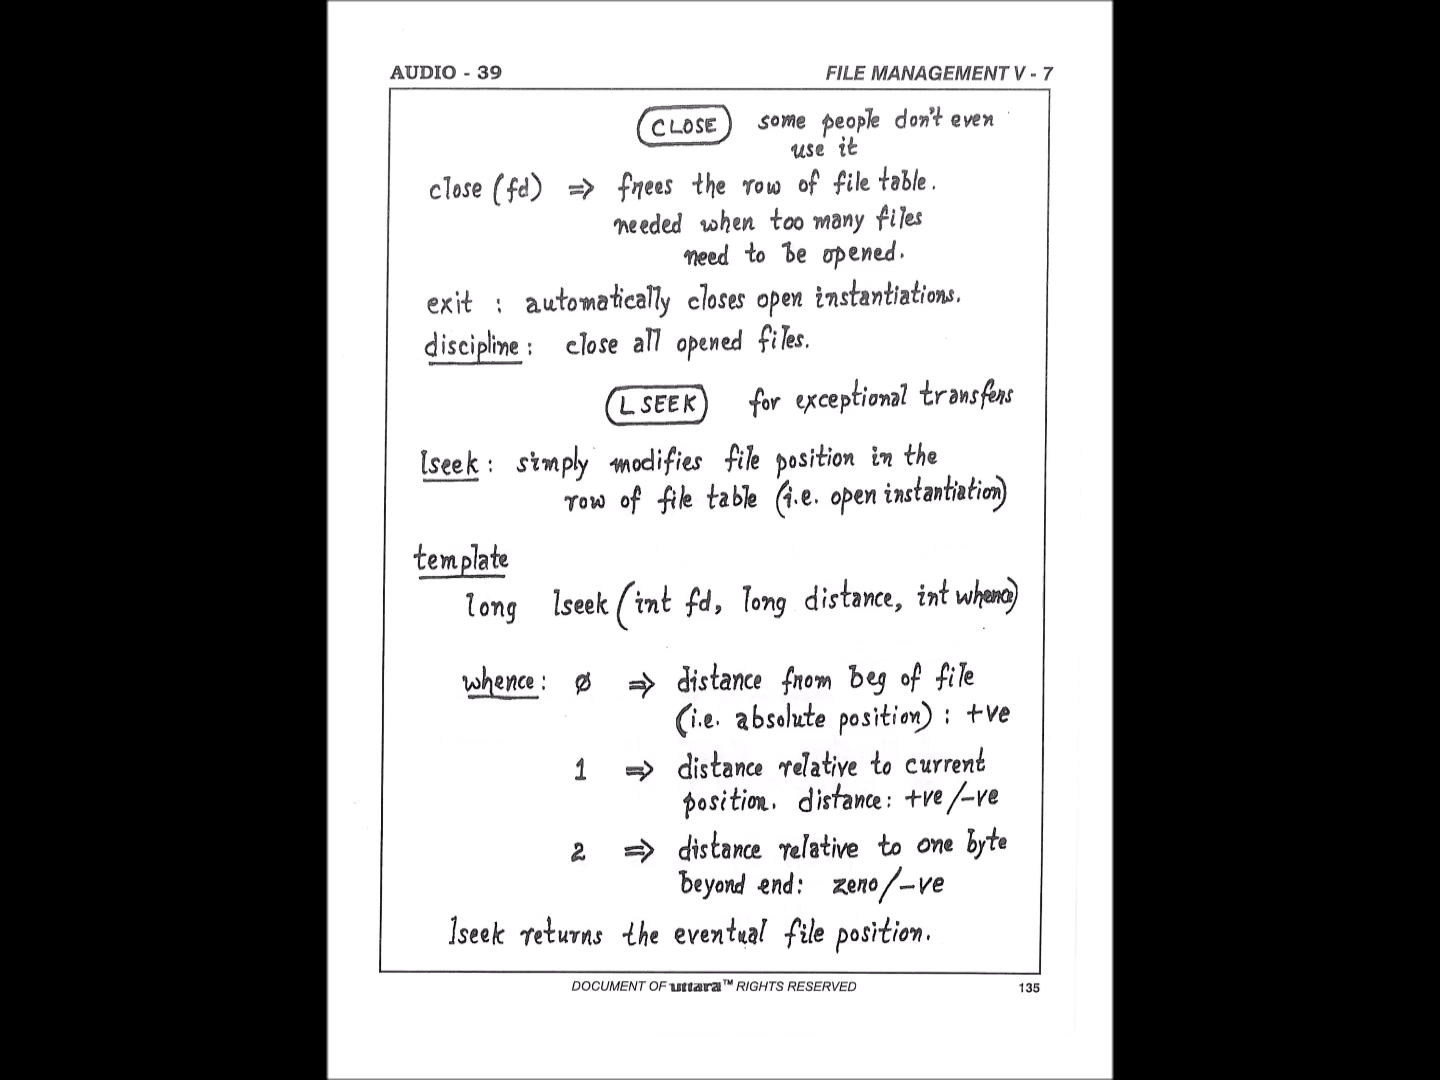 AUDIO - 39
FILE MANAGEMENT V - 7
CLOSE some people don't even
use it
close (fd) ⇒ frees the row of file table.
needed when too many files
need to be opened.
exit : automatically closes open instantiations.
discipline : close all opened files.
LSEEK for exceptional transfers
lseek : simply modifies file position in the
row of file table (i.e. open instantiation)
template
long lseek (int fd, long distance, int whence)
whence : 0 ⇒ distance from beg of file
(i.e. absolute position) : +ve
1 ⇒ distance relative to current
position. distance : +ve/-ve
2 ⇒ distance relative to one byte
beyond end : zero/-ve
lseek returns the eventual file position.
DOCUMENT OF uttara™ RIGHTS RESERVED
135